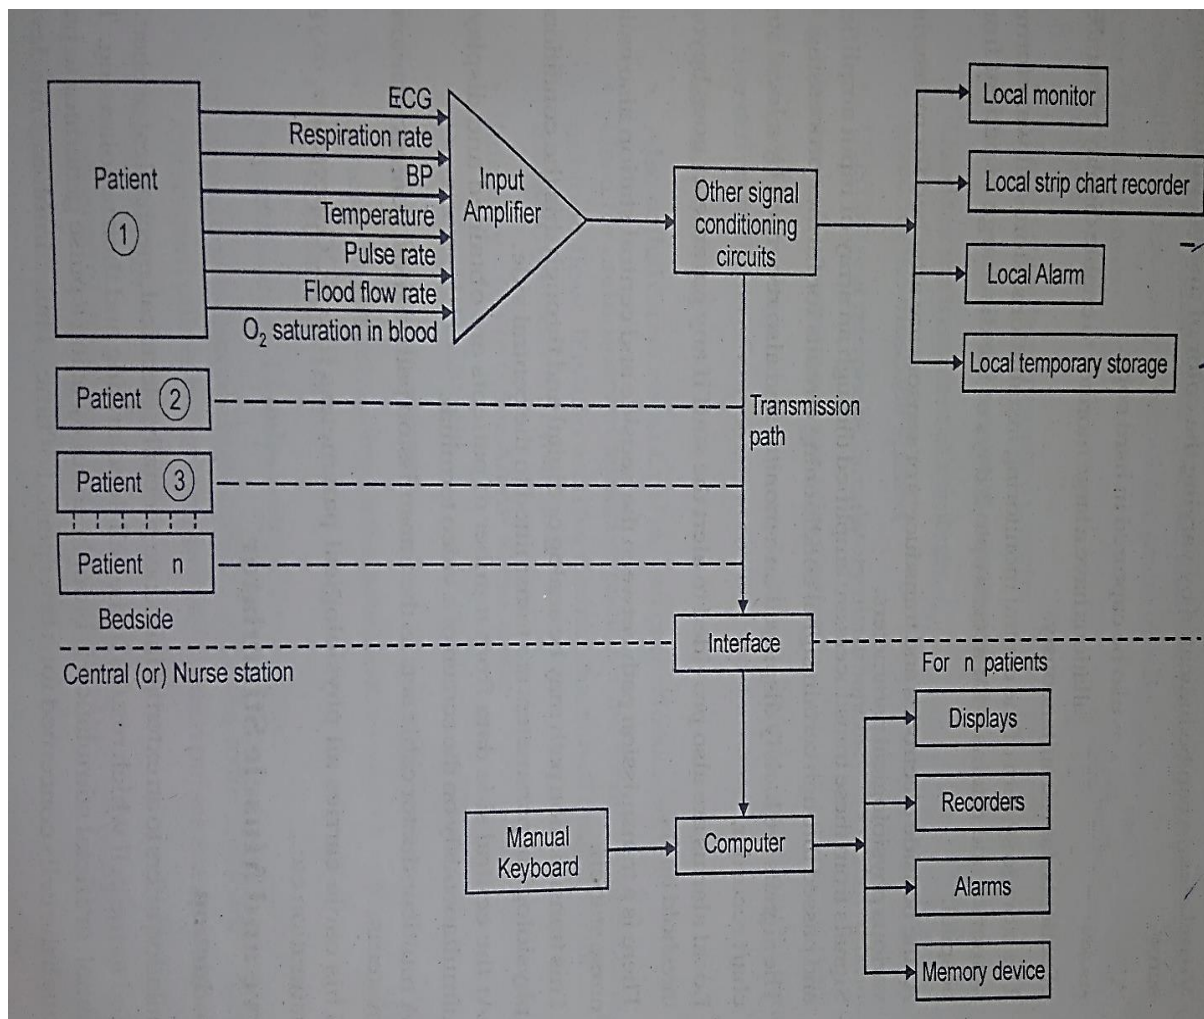 Patient
1
ECG
Respiration rate
BP
Temperature
Pulse rate
Flood flow rate
O₂ saturation in blood
Input
Amplifier
Other signal
conditioning
circuits
Local monitor
Local strip chart recorder
Local Alarm
Local temporary storage
Patient 2
Patient 3
Patient n
Bedside
Transmission
path
Interface
Central (or) Nurse station
For n patients
Manual
Keyboard
Computer
Displays
Recorders
Alarms
Memory device